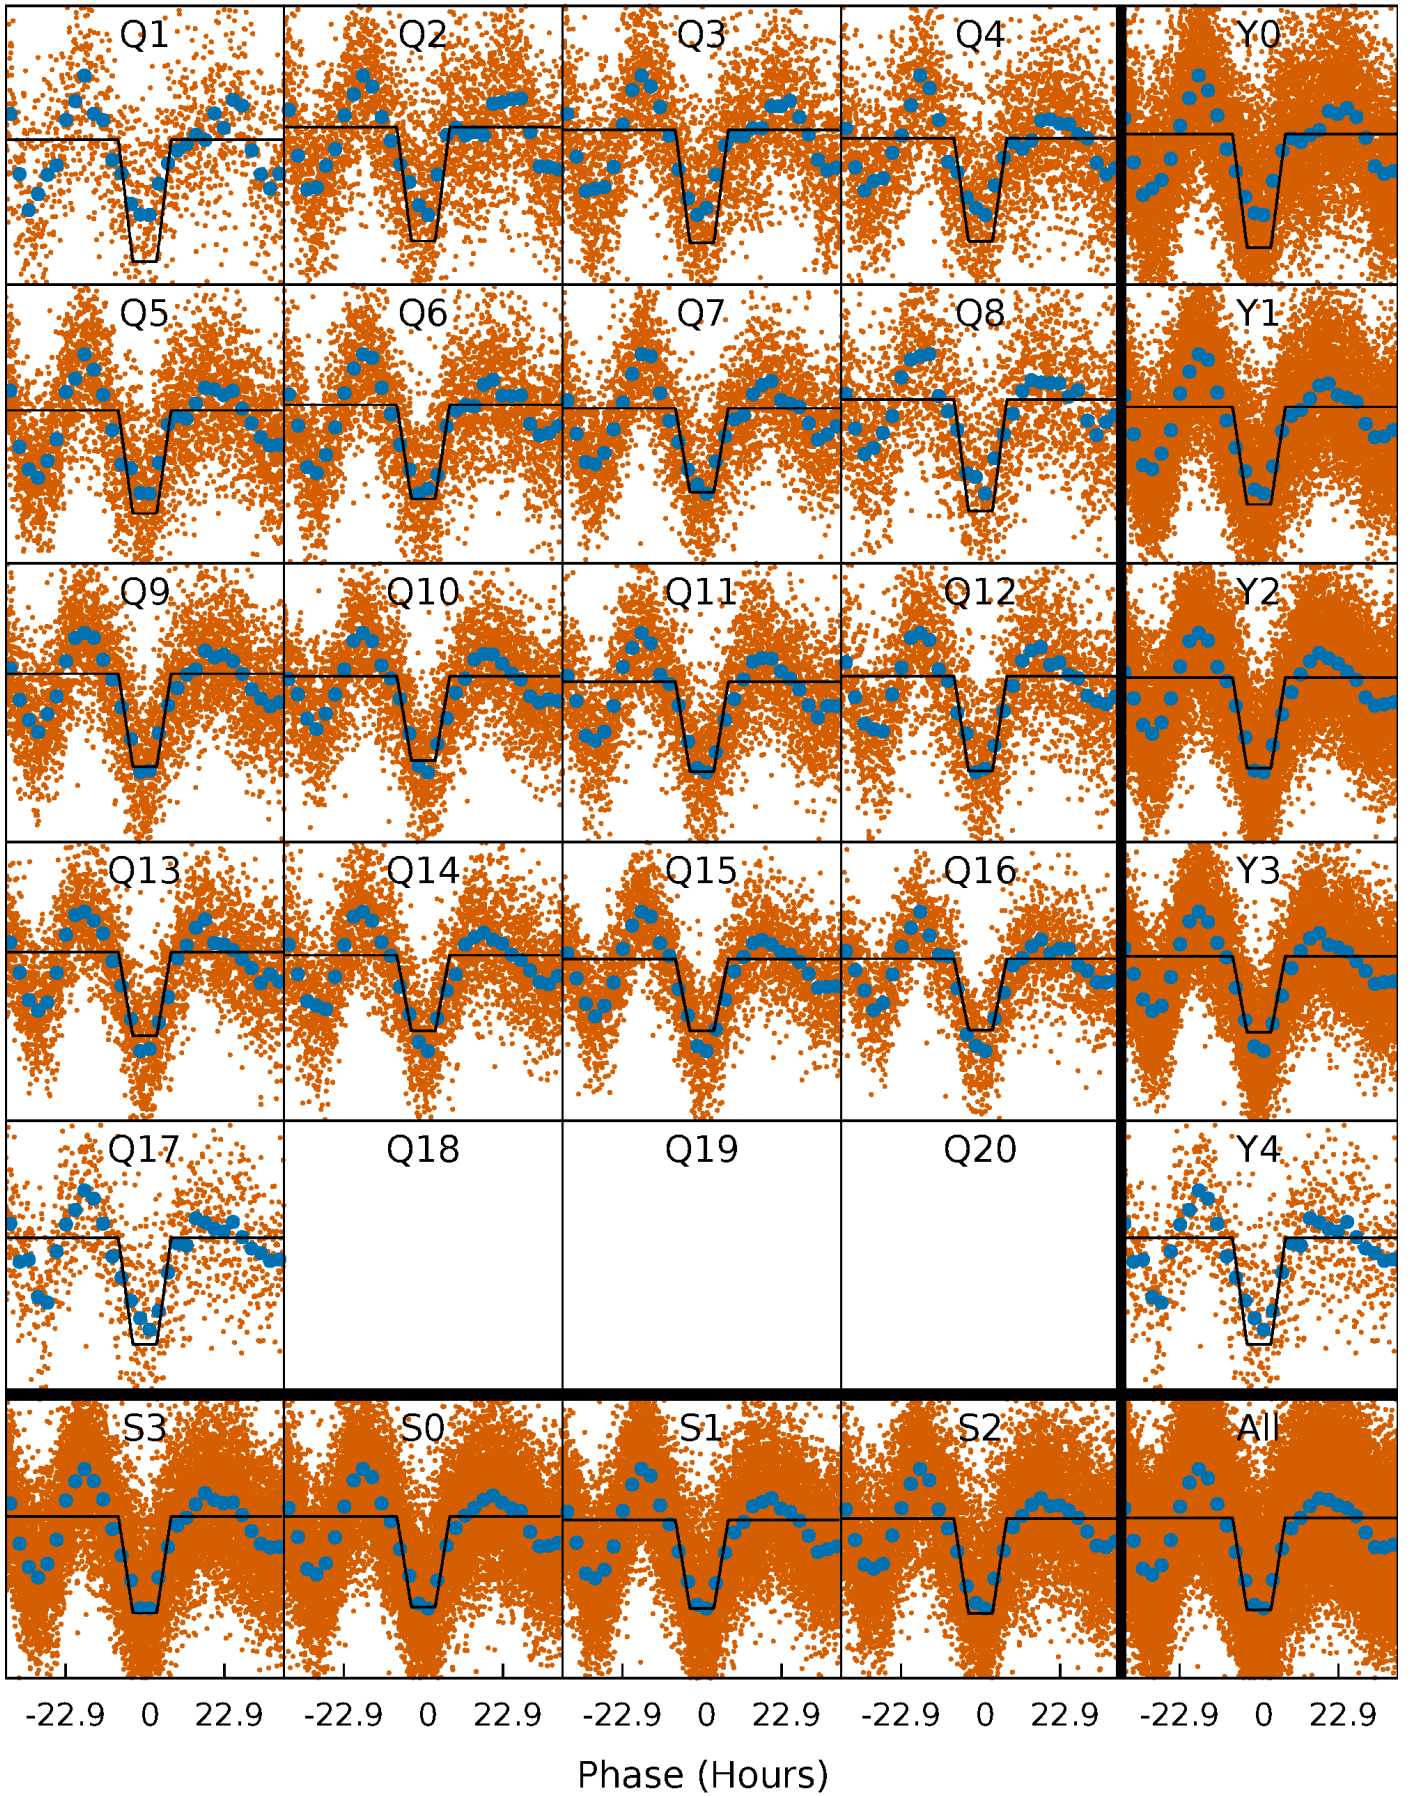 Q1 Q2 Q3 Q4 Y0
Q5 Q6 Q7 Q8 Y1
Q9 Q10 Q11 Q12 Y2
Q13 Q14 Q15 Q16 Y3
Q17 Q18 Q19 Q20 Y4
S3 S0 S1 S2 All
-22.9 0 22.9 -22.9 0 22.9 -22.9 0 22.9 -22.9 0 22.9 -22.9 0 22.9
Phase (Hours)